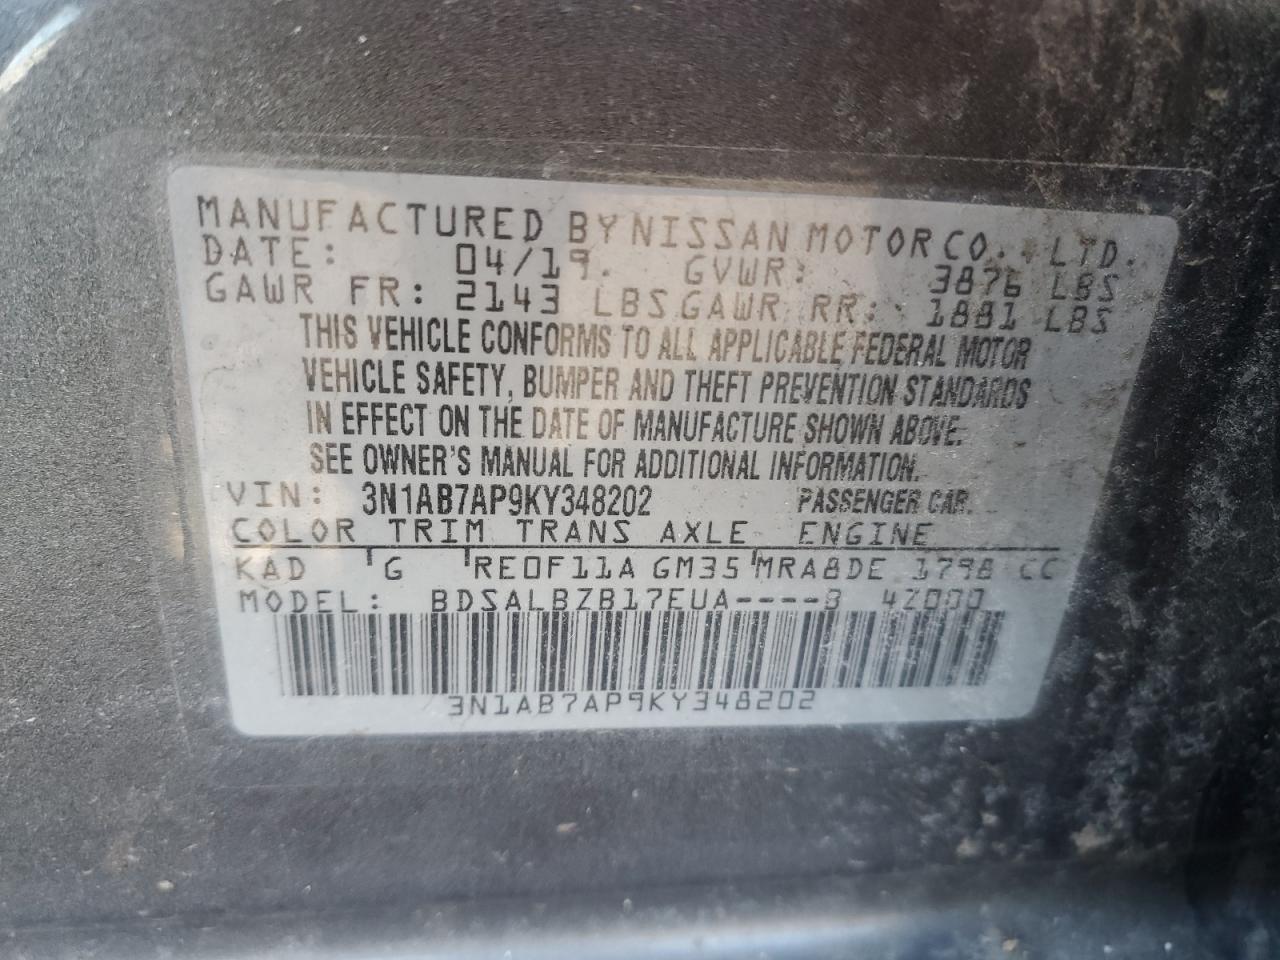 MANUFACTURED BY NISSAN MOTOR CO., LTD.
DATE: 04/19. GVWR: 3876 LBS
GAWR FR: 2143 LBS GAWR RR: 1881 LBS
THIS VEHICLE CONFORMS TO ALL APPLICABLE FEDERAL MOTOR
VEHICLE SAFETY, BUMPER AND THEFT PREVENTION STANDARDS
IN EFFECT ON THE DATE OF MANUFACTURE SHOWN ABOVE.
SEE OWNER'S MANUAL FOR ADDITIONAL INFORMATION.
VIN: 3N1AB7AP9KY348202 PASSENGER CAR.
COLOR TRIM TRANS AXLE ENGINE
KAD G RE0F11A GM35 MRA8DE 1798 CC
MODEL: BDSALBZB17EUA----B 4Z000
3N1AB7AP9KY348202